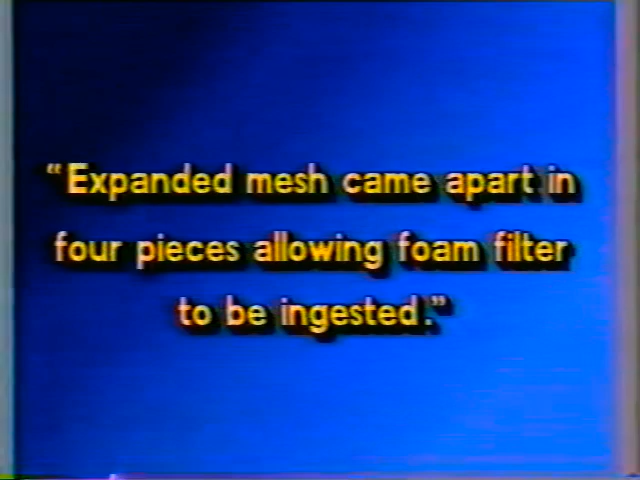 “Expanded mesh came apart in
four pieces allowing foam filter
to be ingested.”